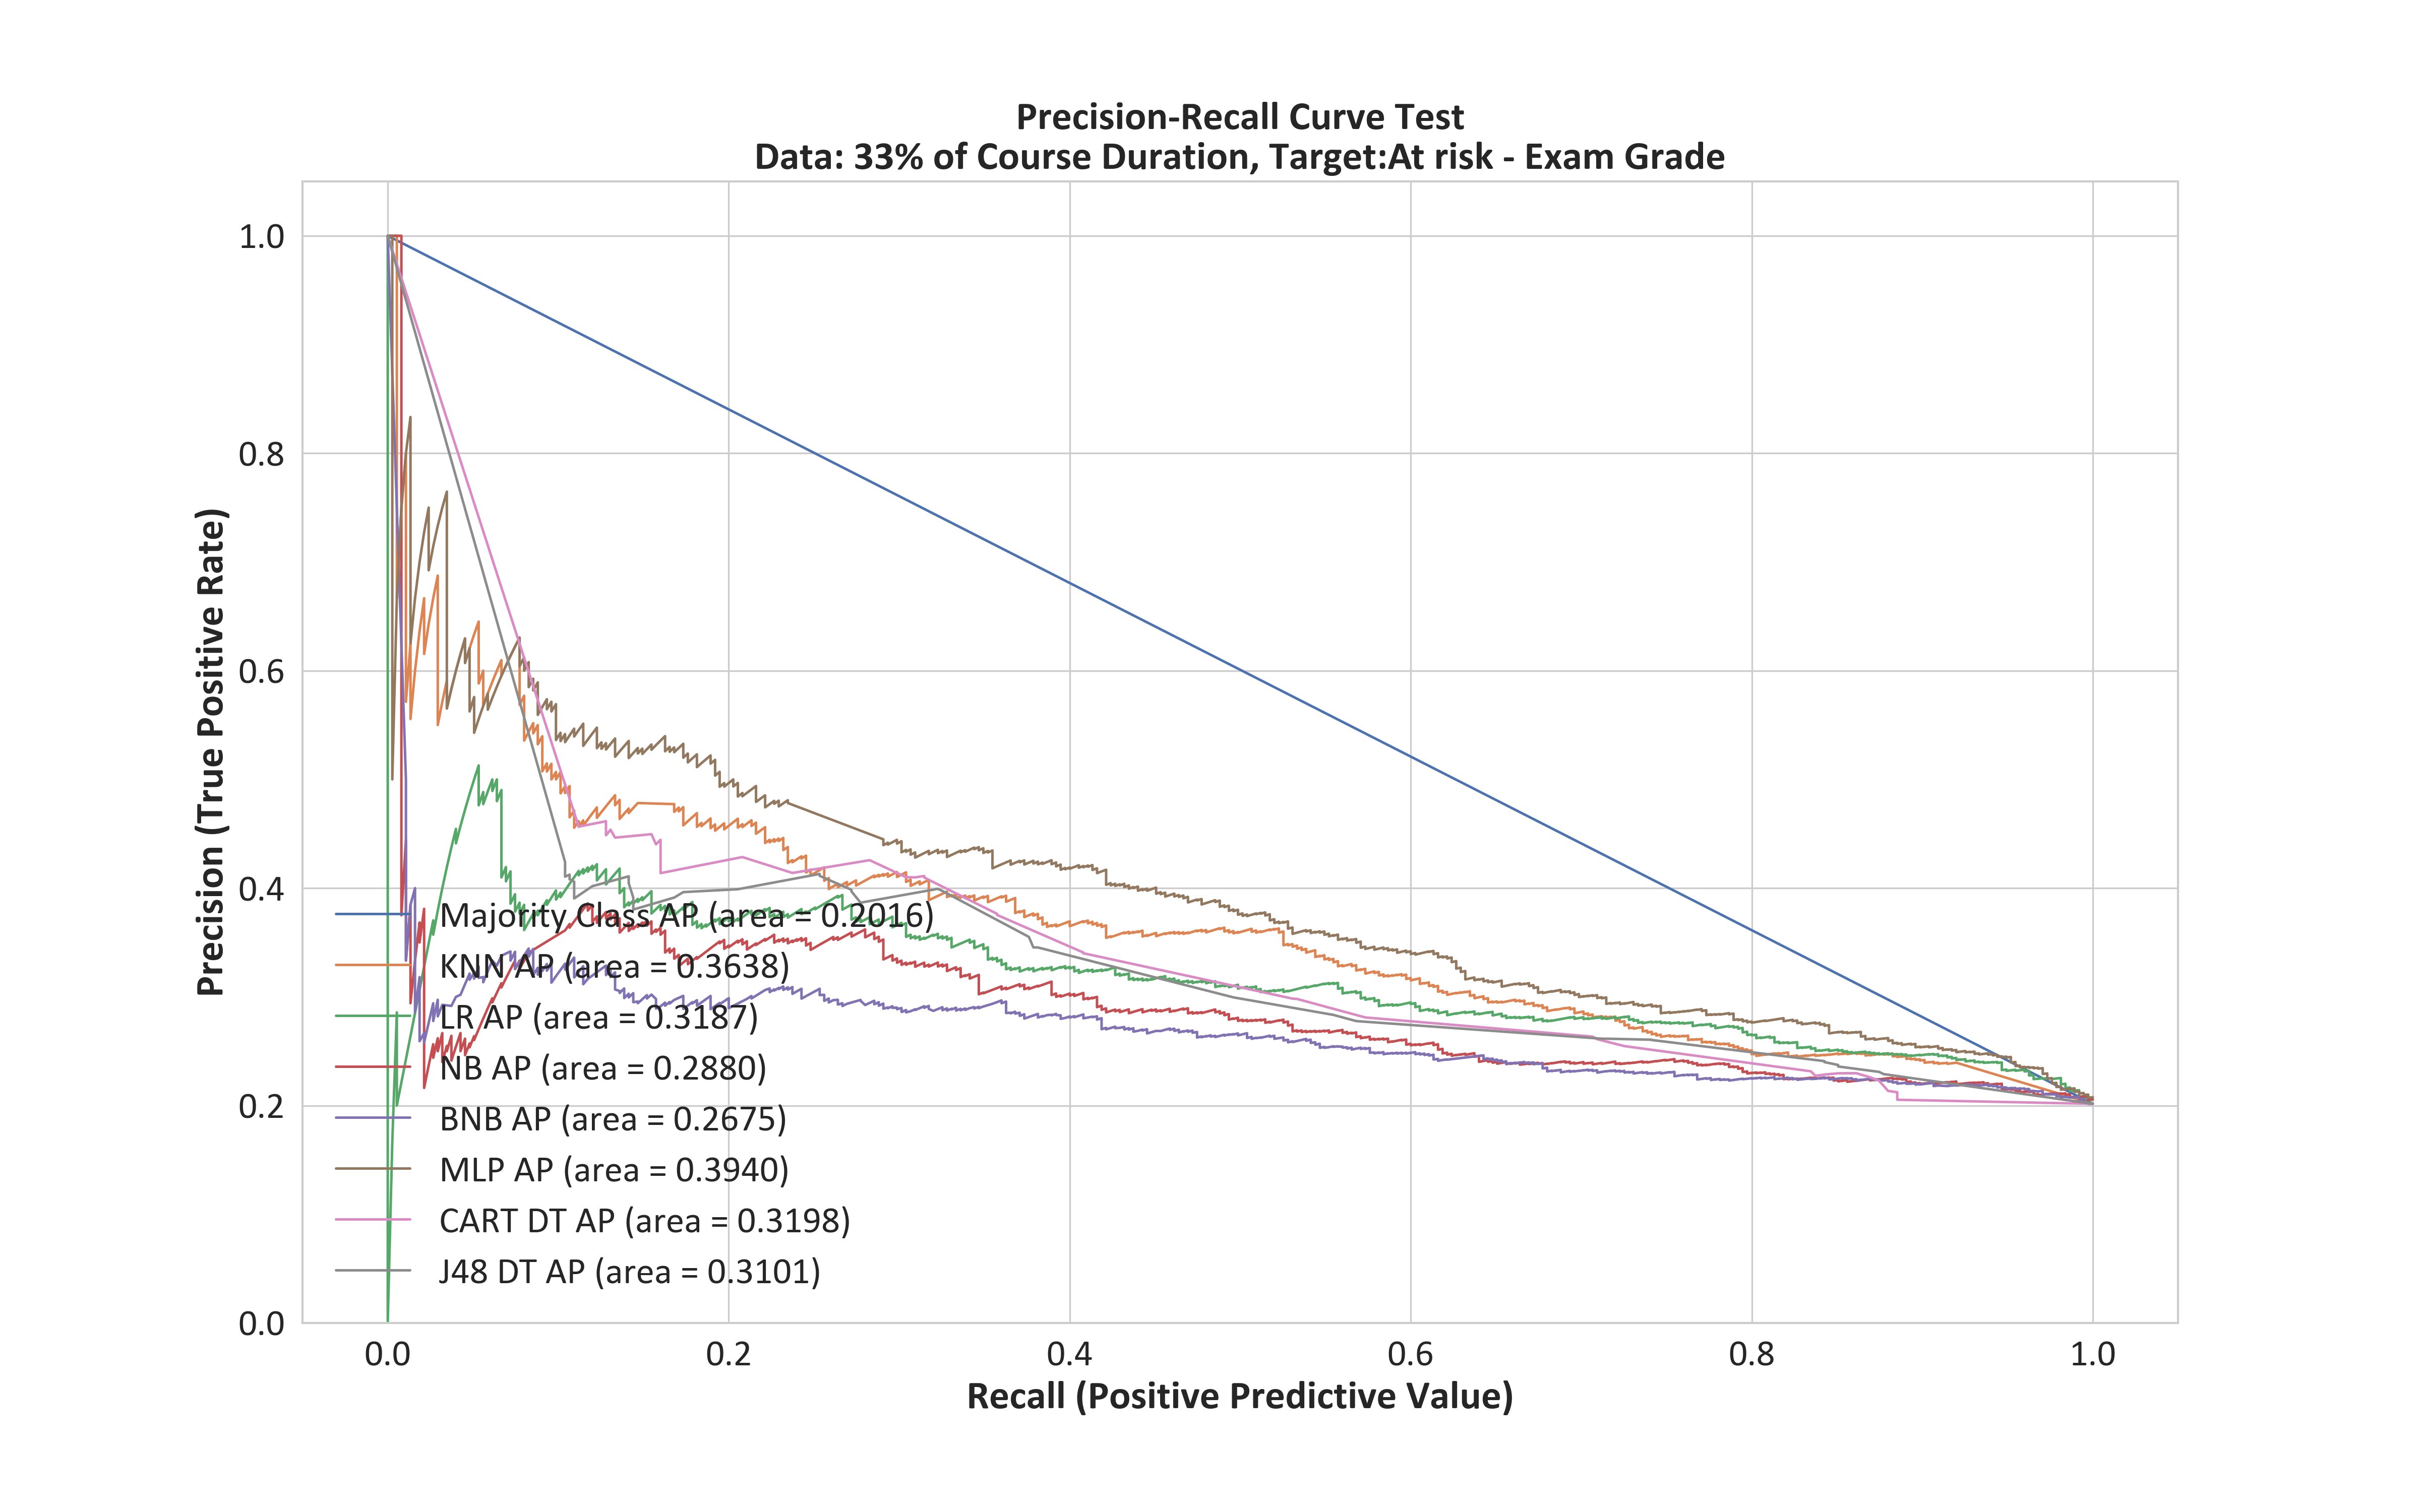 Precision-Recall Curve Test
Data: 33% of Course Duration, Target:At risk - Exam Grade
Precision (True Positive Rate)
1.0
0.8
0.6
0.4
0.2
0.0
Majority Class AP (area = 0.2016)
KNN AP (area = 0.3638)
LR AP (area = 0.3187)
NB AP (area = 0.2880)
BNB AP (area = 0.2675)
MLP AP (area = 0.3940)
CART DT AP (area = 0.3198)
J48 DT AP (area = 0.3101)
0.0 0.2 0.4 0.6 0.8 1.0
Recall (Positive Predictive Value)